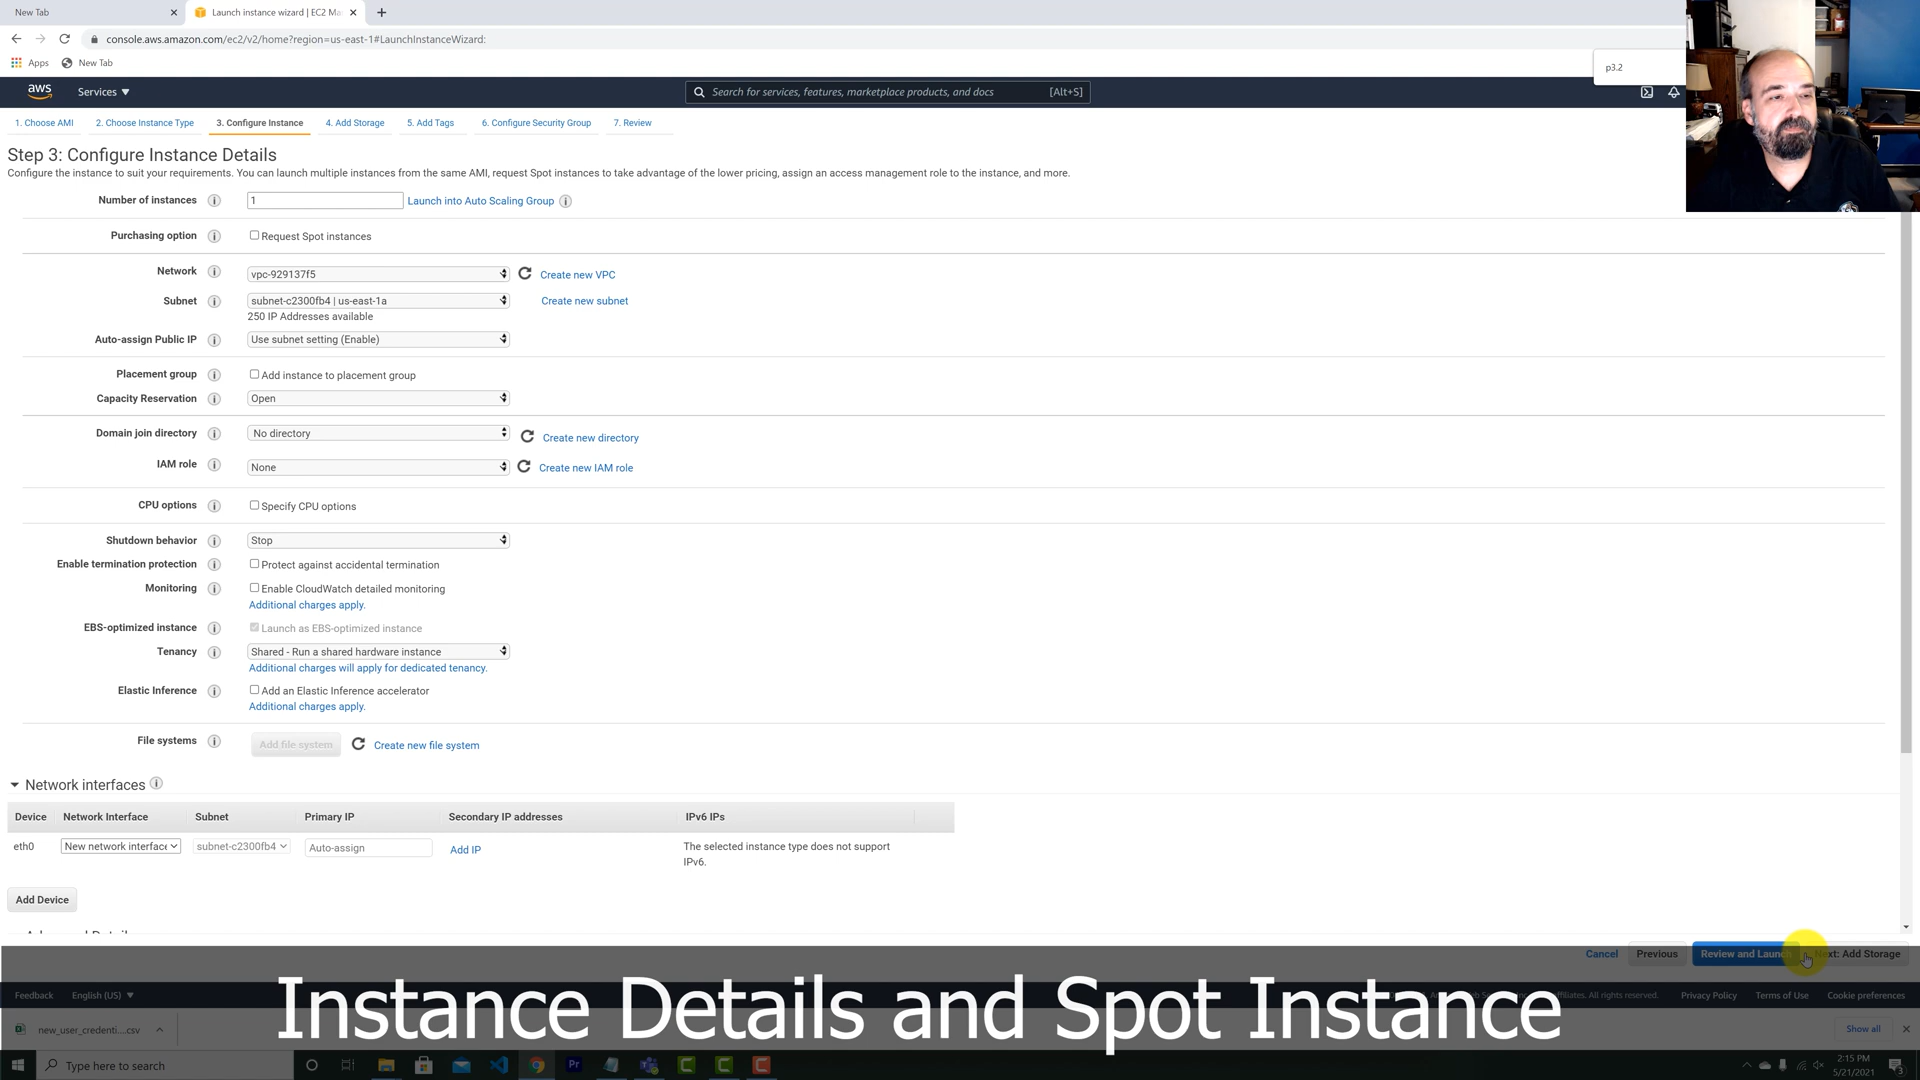 New Tab
Launch instance wizard | EC2 Ma
console.aws.amazon.com/ec2/v2/home?region=us-east-1#LaunchInstanceWizard:
Apps
New Tab
p3.2
aws
Services
Search for services, features, marketplace products, and docs
[Alt+S]
1. Choose AMI
2. Choose Instance Type
3. Configure Instance
4. Add Storage
5. Add Tags
6. Configure Security Group
7. Review
Step 3: Configure Instance Details
Configure the instance to suit your requirements. You can launch multiple instances from the same AMI, request Spot instances to take advantage of the lower pricing, assign an access management role to the instance, and more.
Number of instances
1
Launch into Auto Scaling Group
Purchasing option
Request Spot instances
Network
vpc-929137f5
Create new VPC
Subnet
subnet-c2300fb4 | us-east-1a
Create new subnet
250 IP Addresses available
Auto-assign Public IP
Use subnet setting (Enable)
Placement group
Add instance to placement group
Capacity Reservation
Open
Domain join directory
No directory
Create new directory
IAM role
None
Create new IAM role
CPU options
Specify CPU options
Shutdown behavior
Stop
Enable termination protection
Protect against accidental termination
Monitoring
Enable CloudWatch detailed monitoring
Additional charges apply.
EBS-optimized instance
Launch as EBS-optimized instance
Tenancy
Shared - Run a shared hardware instance
Additional charges will apply for dedicated tenancy.
Elastic Inference
Add an Elastic Inference accelerator
Additional charges apply.
File systems
Add file system
Create new file system
Network interfaces
Device
Network Interface
Subnet
Primary IP
Secondary IP addresses
IPv6 IPs
eth0
New network interface
subnet-c2300fb4
Auto-assign
Add IP
The selected instance type does not support
IPv6.
Add Device
Cancel
Previous
Review and Launch
t: Add Storage
Instance Details and Spot Instance
Feedback
English (US)
affiliates. All rights reserved.
Privacy Policy
Terms of Use
Cookie preferences
new_user_credenti....csv
Show all
Type here to search
2:15 PM
5/21/2021